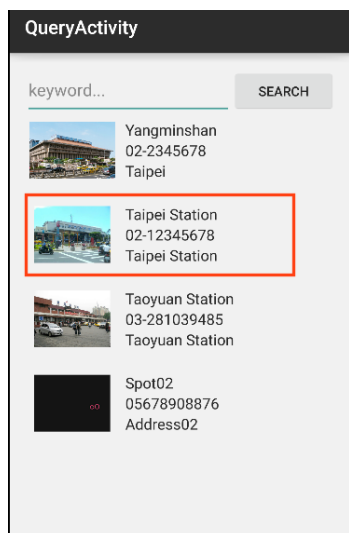 QueryActivity
keyword...
SEARCH
Yangminshan
02-2345678
Taipei
Taipei Station
02-12345678
Taipei Station
Taoyuan Station
03-281039485
Taoyuan Station
Spot02
05678908876
Address02